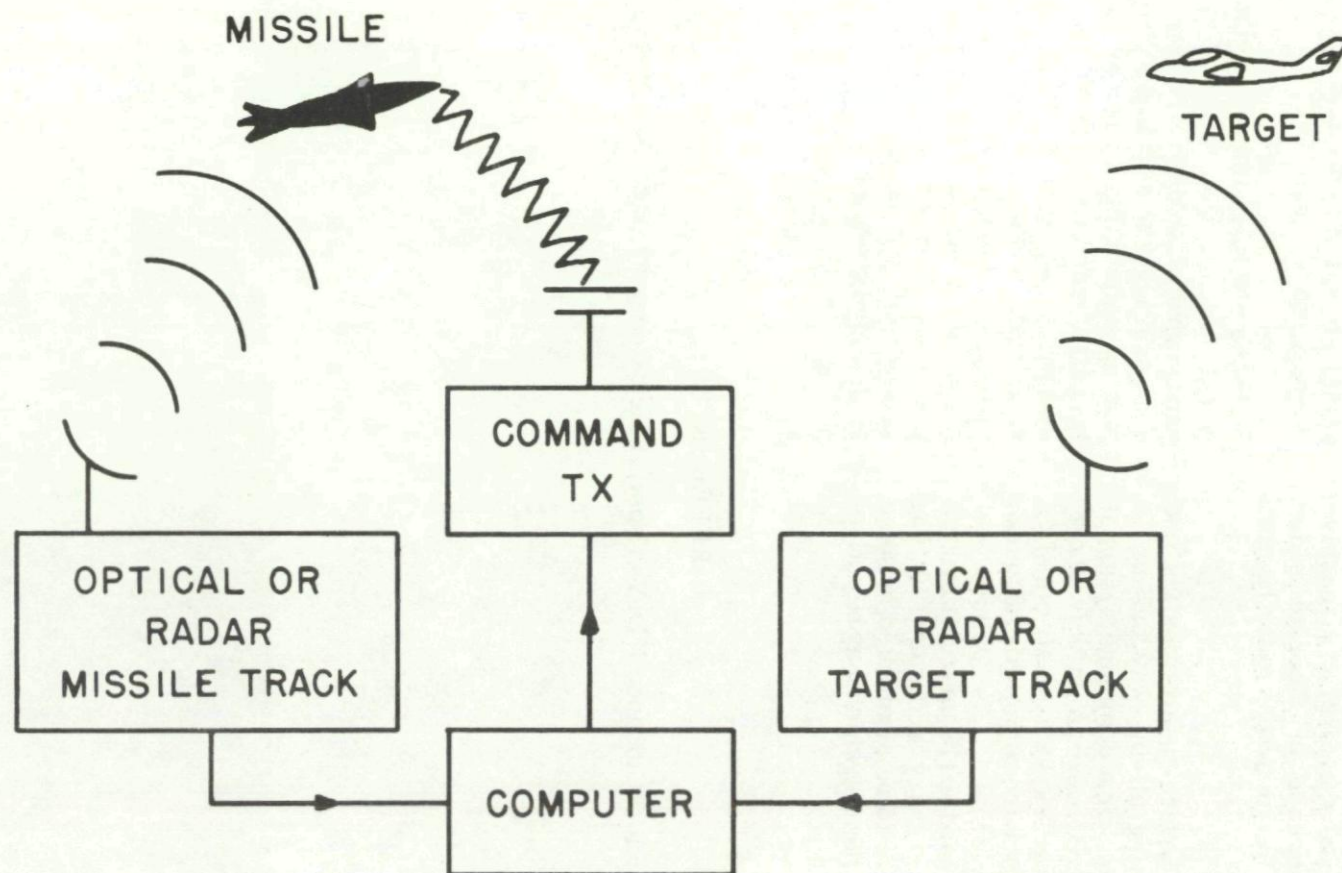 MISSILE
TARGET
COMMAND
TX
OPTICAL OR
RADAR
MISSILE TRACK
OPTICAL OR
RADAR
TARGET TRACK
COMPUTER